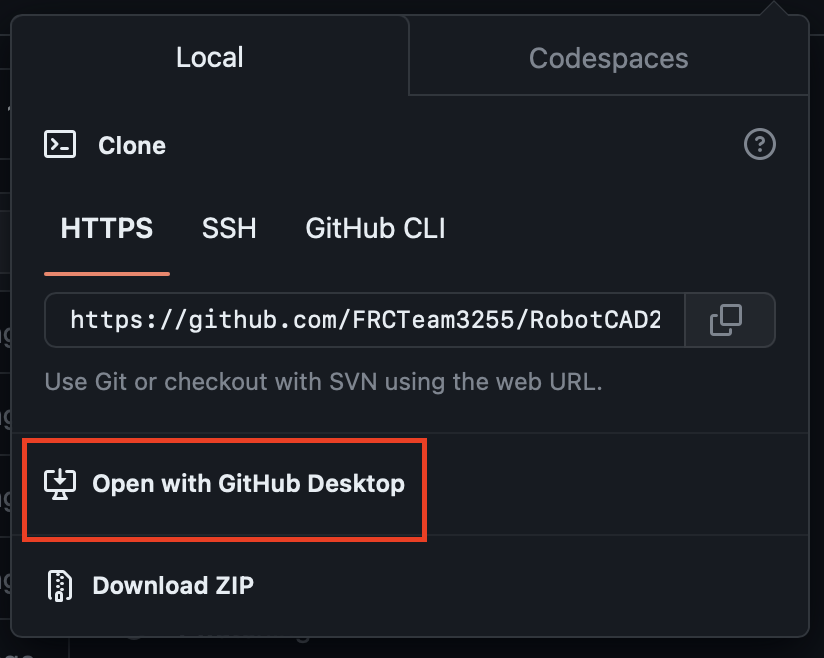 Local
Codespaces
Clone
HTTPS
SSH
GitHub CLI
https://github.com/FRCTeam3255/RobotCAD2
Use Git or checkout with SVN using the web URL.
Open with GitHub Desktop
Download ZIP